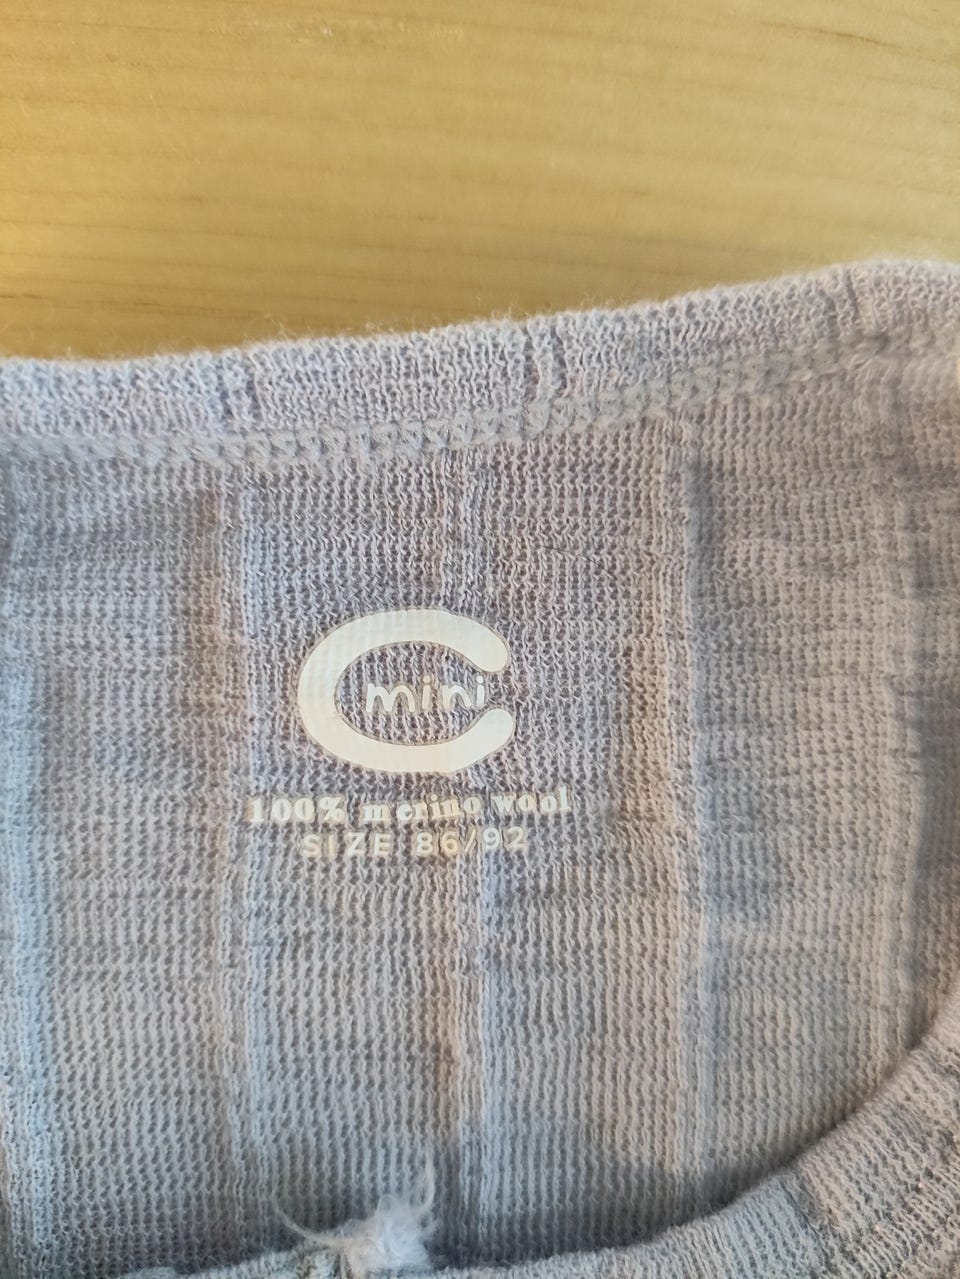 mini
100% merino wool
SIZE 86/92